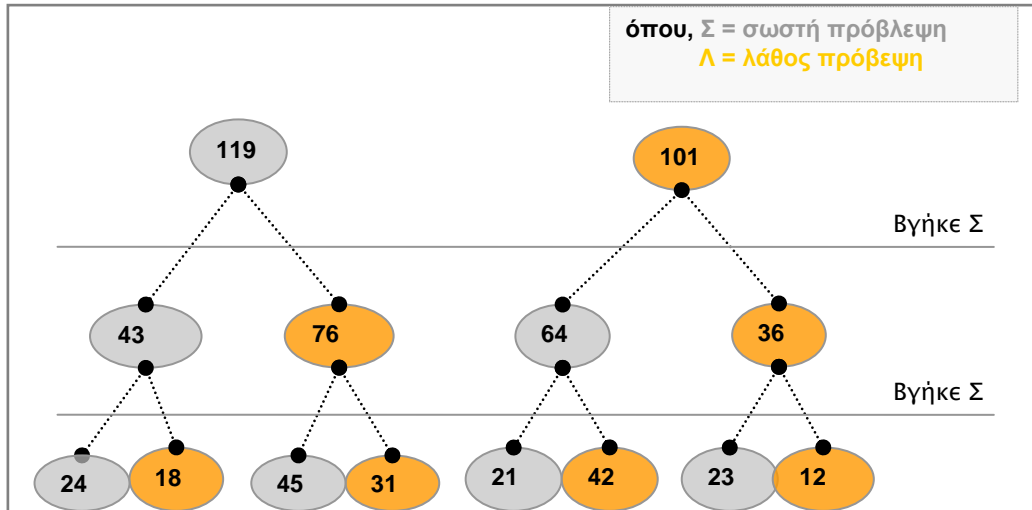 όπου, Σ = σωστή πρόβλεψη
Λ = λάθος πρόβεψη
119 101
Βγήκε Σ
43 76 64 36
Βγήκε Σ
24 18 45 31 21 42 23 12